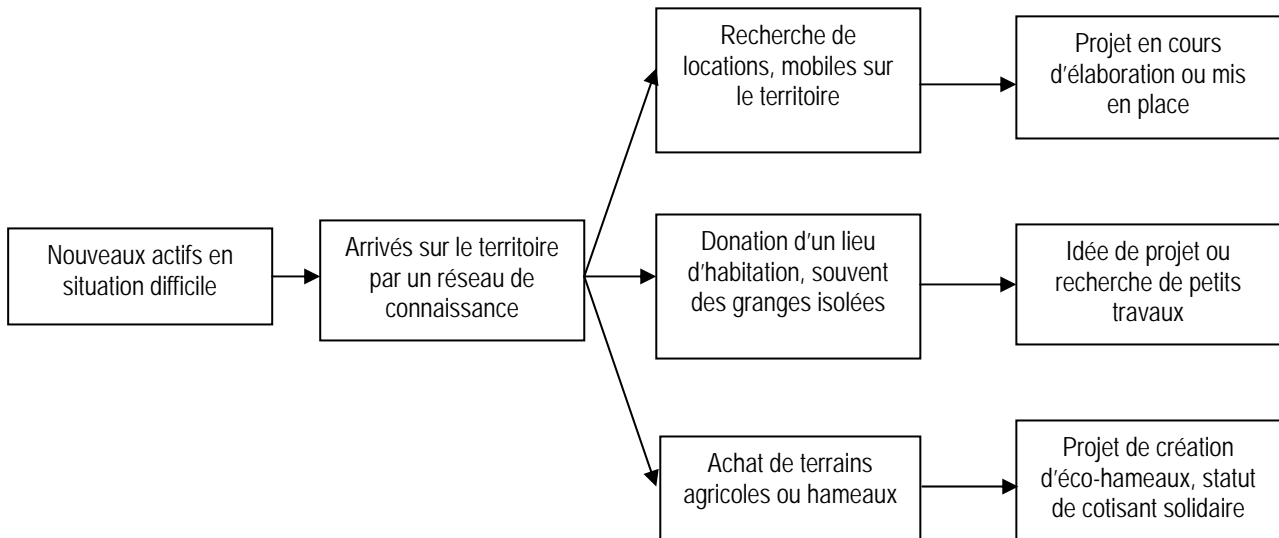 Nouveaux actifs en
situation difficile
Arrivés sur le territoire
par un réseau de
connaissance
Recherche de
locations, mobiles sur
le territoire
Projet en cours
d'élaboration ou mis
en place
Donation d'un lieu
d'habitation, souvent
des granges isolées
Idée de projet ou
recherche de petits
travaux
Achat de terrains
agricoles ou hameaux
Projet de création
d'éco-hameaux, statut
de cotisant solidaire